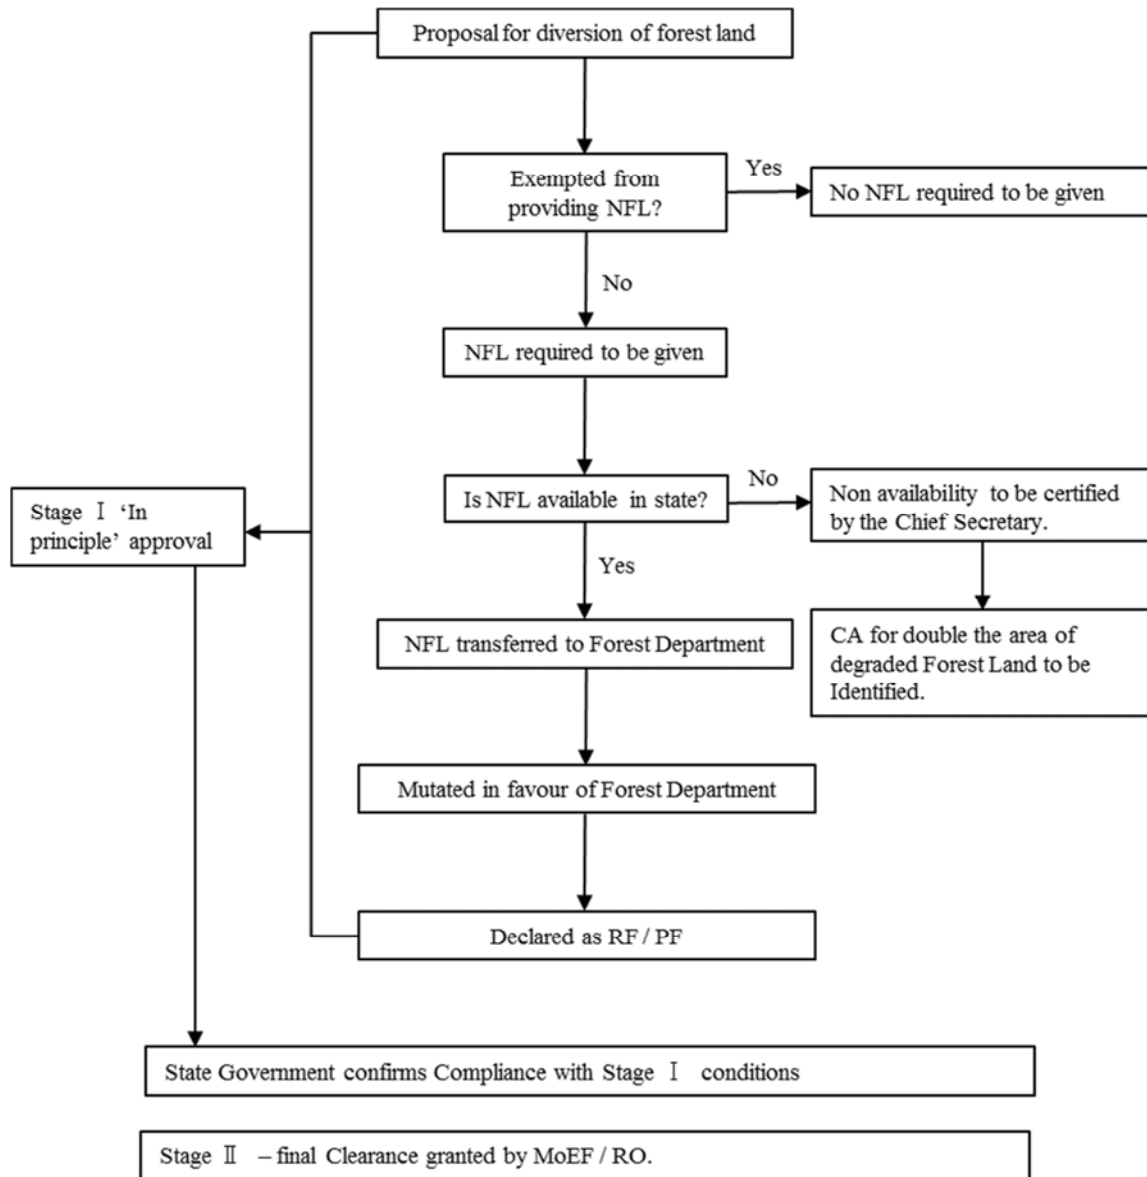 Proposal for diversion of forest land
Exempted from
providing NFL?
Yes
No NFL required to be given
No
NFL required to be given
Is NFL available in state?
No
Non availability to be certified
by the Chief Secretary.
Stage Ⅰ ‘In
principle’ approval
Yes
CA for double the area of
degraded Forest Land to be
Identified.
NFL transferred to Forest Department
Mutated in favour of Forest Department
Declared as RF / PF
State Government confirms Compliance with Stage Ⅰ conditions
Stage Ⅱ – final Clearance granted by MoEF / RO.